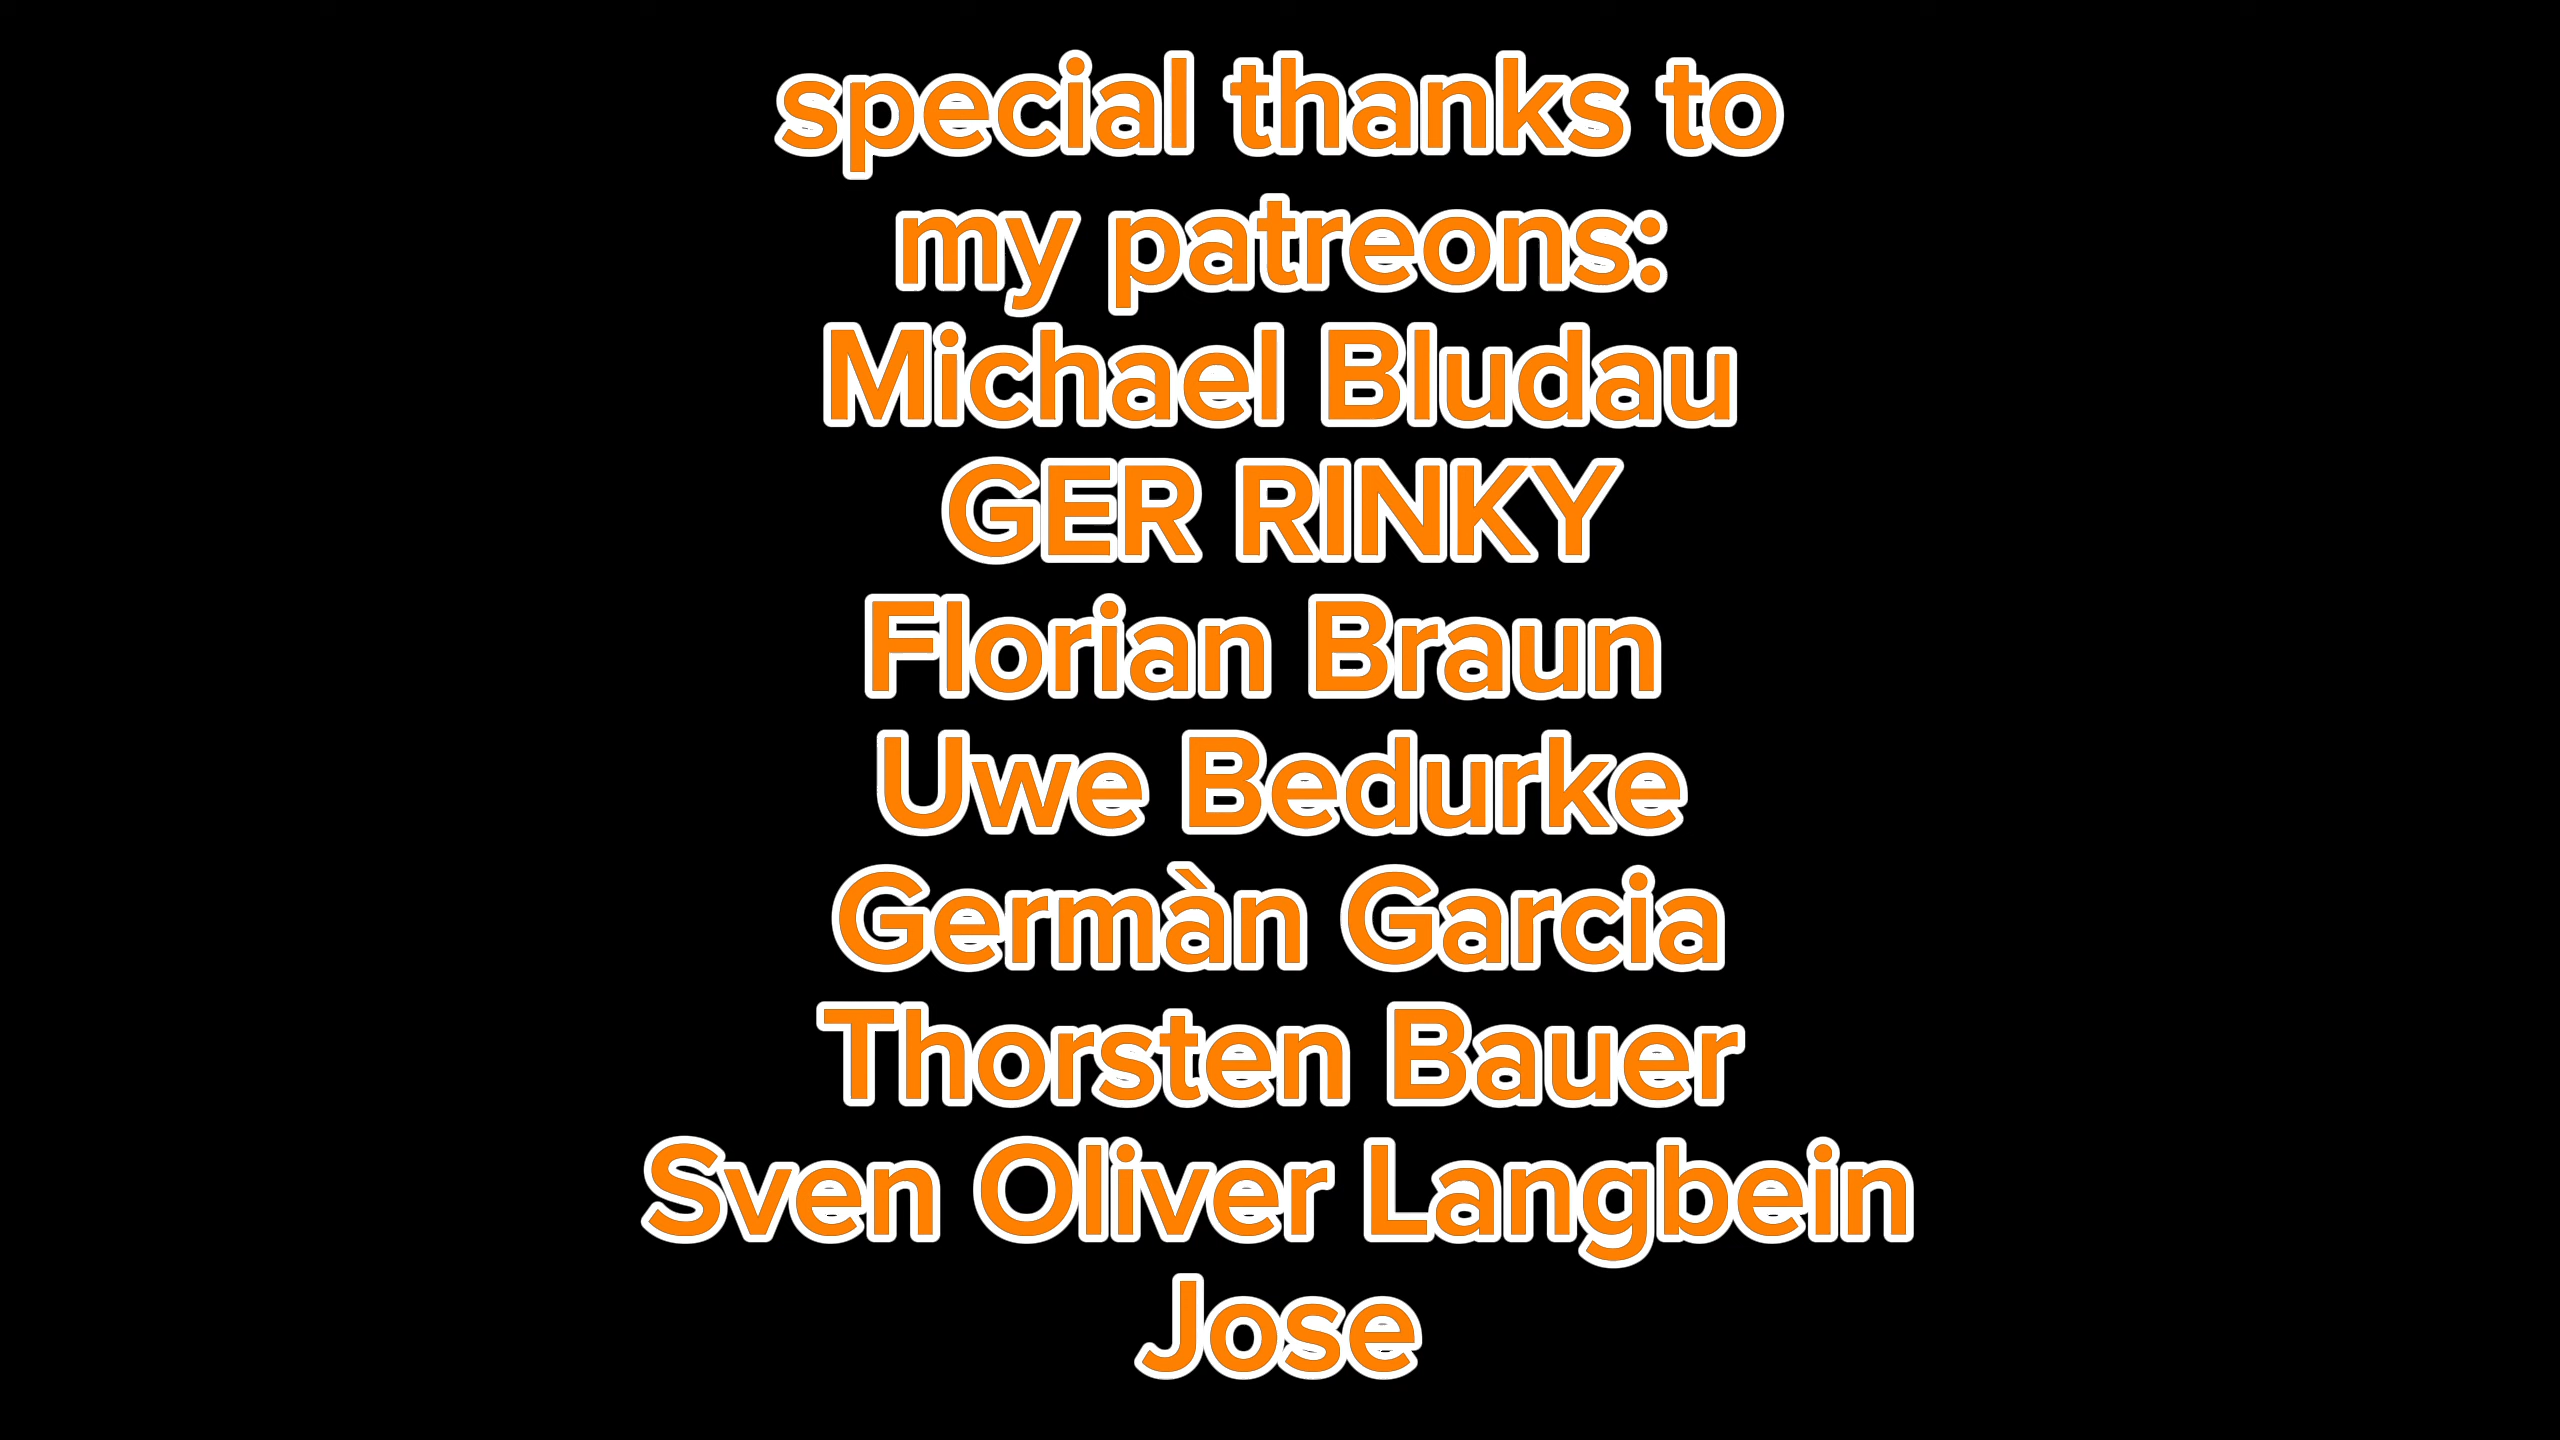 special thanks to
my patreons:
Michael Bludau
GER RINKY
Florian Braun
Uwe Bedurke
Germàn Garcia
Thorsten Bauer
Sven Oliver Langbein
Jose